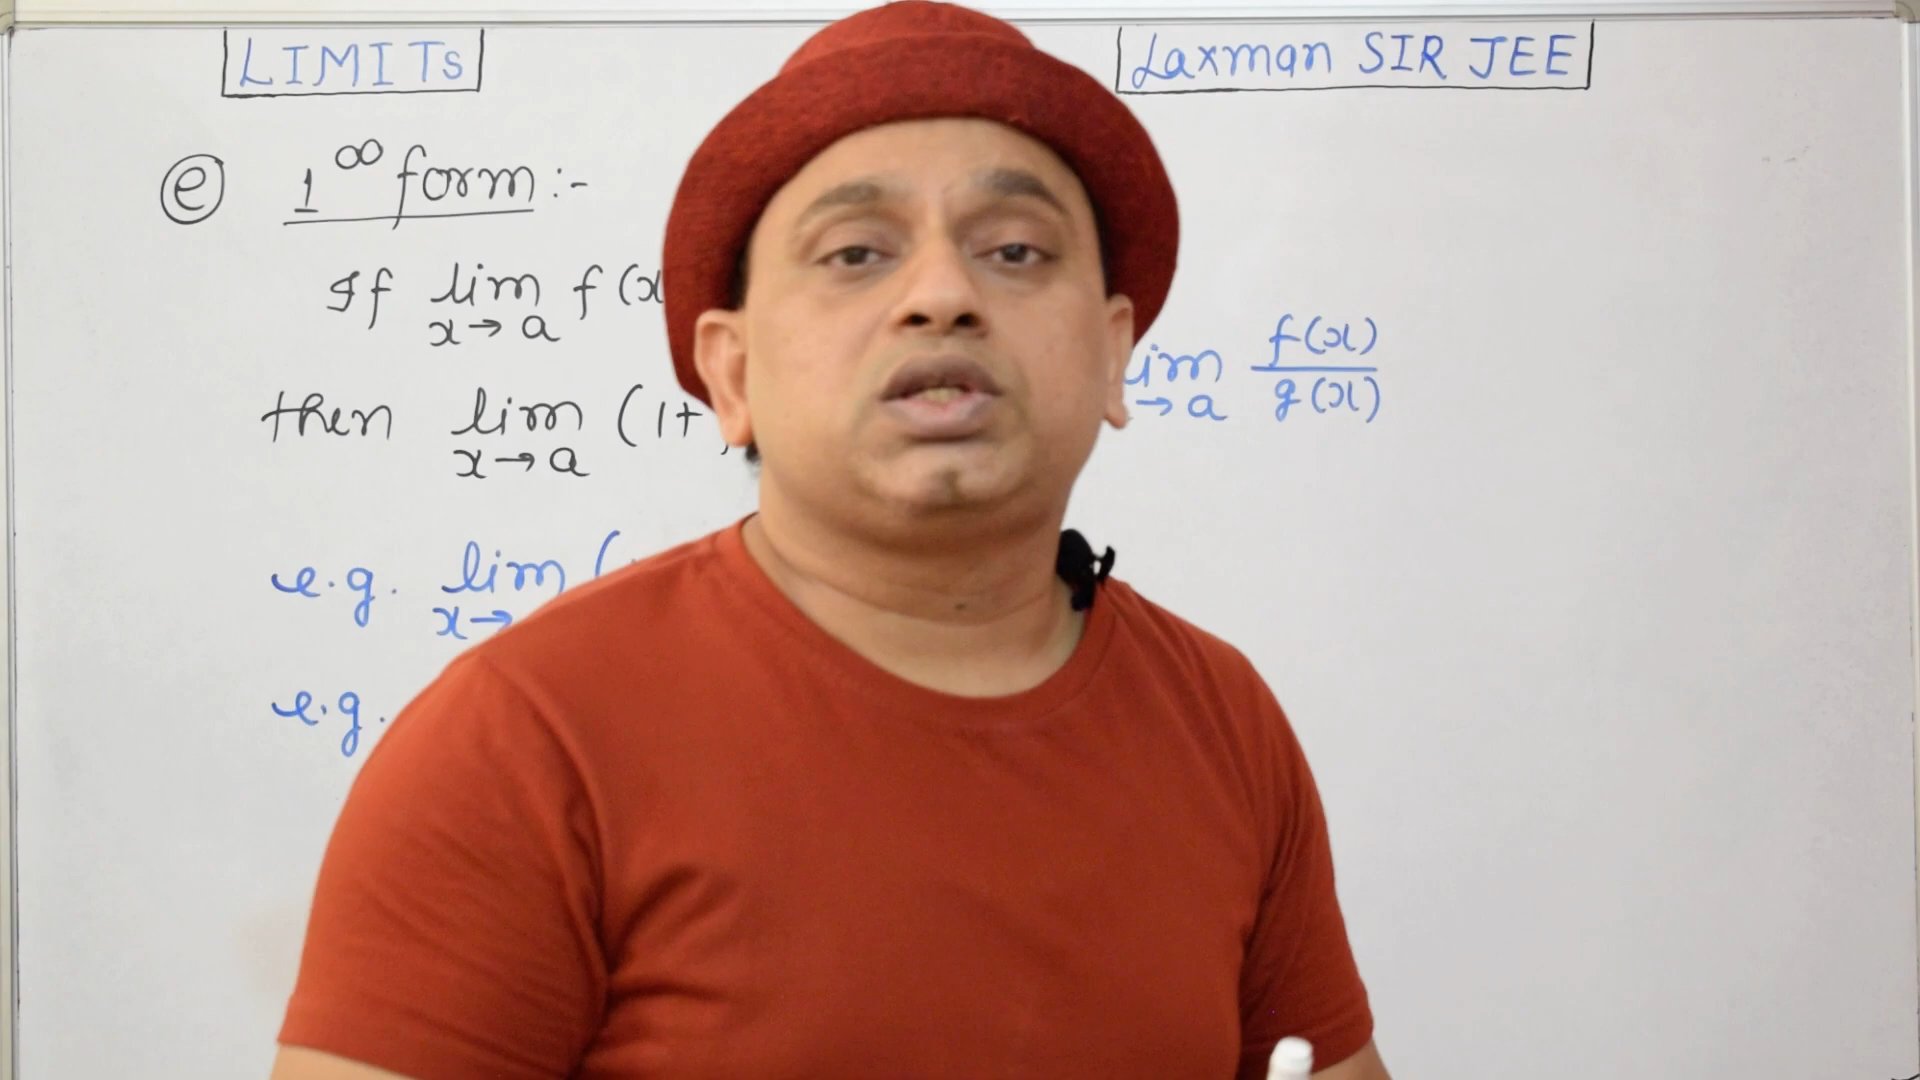 LIMITs
Laxman SIR JEE
ⓔ 1^∞ form :-
If lim f(x
x→a
lim f(x)/g(x)
→a
then lim (1+
x→a
e.g. lim (
x→
e.g.